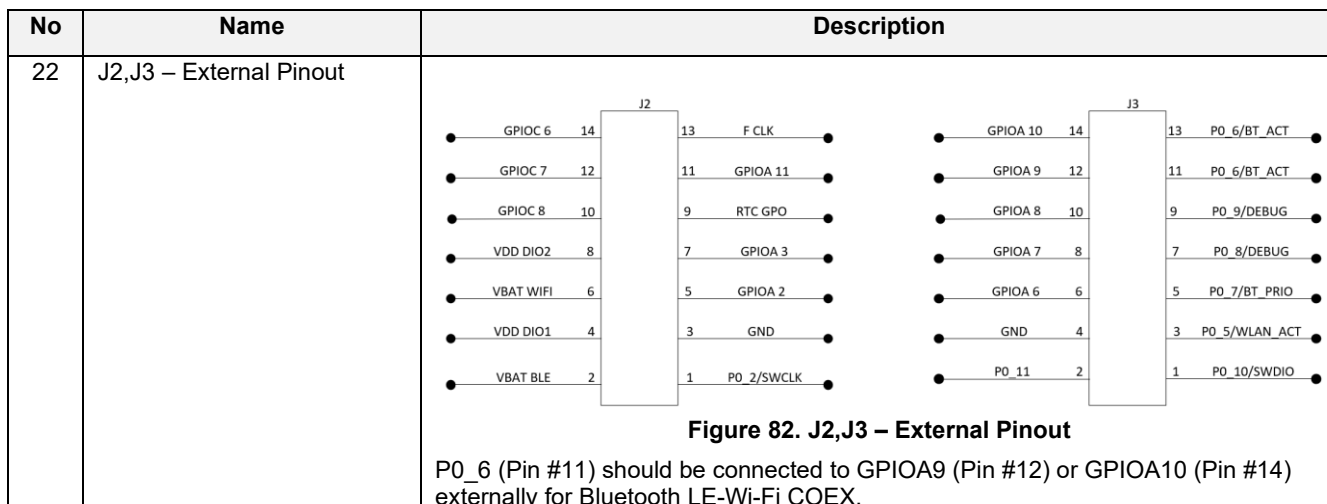 No Name Description
22 J2,J3 – External Pinout
J2 J3
GPIOC 6 14 13 F CLK GPIOA 10 14 13 P0_6/BT_ACT
GPIOC 7 12 11 GPIOA 11 GPIOA 9 12 11 P0_6/BT_ACT
GPIOC 8 10 9 RTC GPO GPIOA 8 10 9 P0_9/DEBUG
VDD DIO2 8 7 GPIOA 3 GPIOA 7 8 7 P0_8/DEBUG
VBAT WIFI 6 5 GPIOA 2 GPIOA 6 6 5 P0_7/BT_PRIO
VDD DIO1 4 3 GND GND 4 3 P0_5/WLAN_ACT
VBAT BLE 2 1 P0_2/SWCLK P0_11 2 1 P0_10/SWDIO
Figure 82. J2,J3 – External Pinout
P0_6 (Pin #11) should be connected to GPIOA9 (Pin #12) or GPIOA10 (Pin #14)
externally for Bluetooth LE-Wi-Fi COEX.